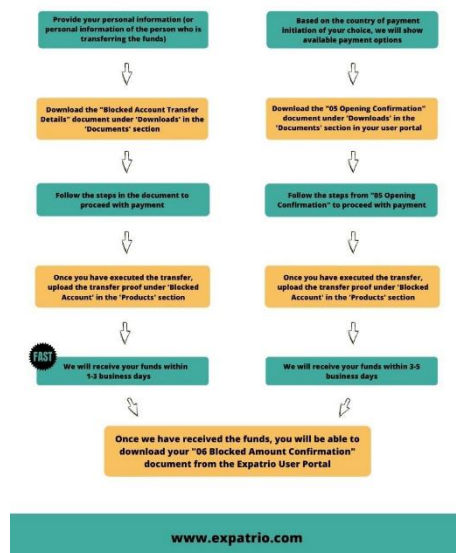 Provide your personal information (or
personal information of the person who is
transferring the funds)
Download the "Blocked Account Transfer
Details" document under 'Downloads' in the
'Documents' section
Follow the steps in the document to
proceed with payment
Once you have executed the transfer,
upload the transfer proof under 'Blocked
Account' in the 'Products' section
FAST
We will receive your funds within
1-3 business days
Based on the country of payment
initiation of your choice, we will show
available payment options
Download the "05 Opening Confirmation"
document under 'Downloads' in the
'Documents' section in your user portal
Follow the steps from "05 Opening
Confirmation" to proceed with payment
Once you have executed the transfer,
upload the transfer proof under 'Blocked
Account' in the 'Products' section
We will receive your funds within 3-5
business days
Once we have received the funds, you will be able to
download your "06 Blocked Amount Confirmation"
document from the Expatrio User Portal
www.expatrio.com